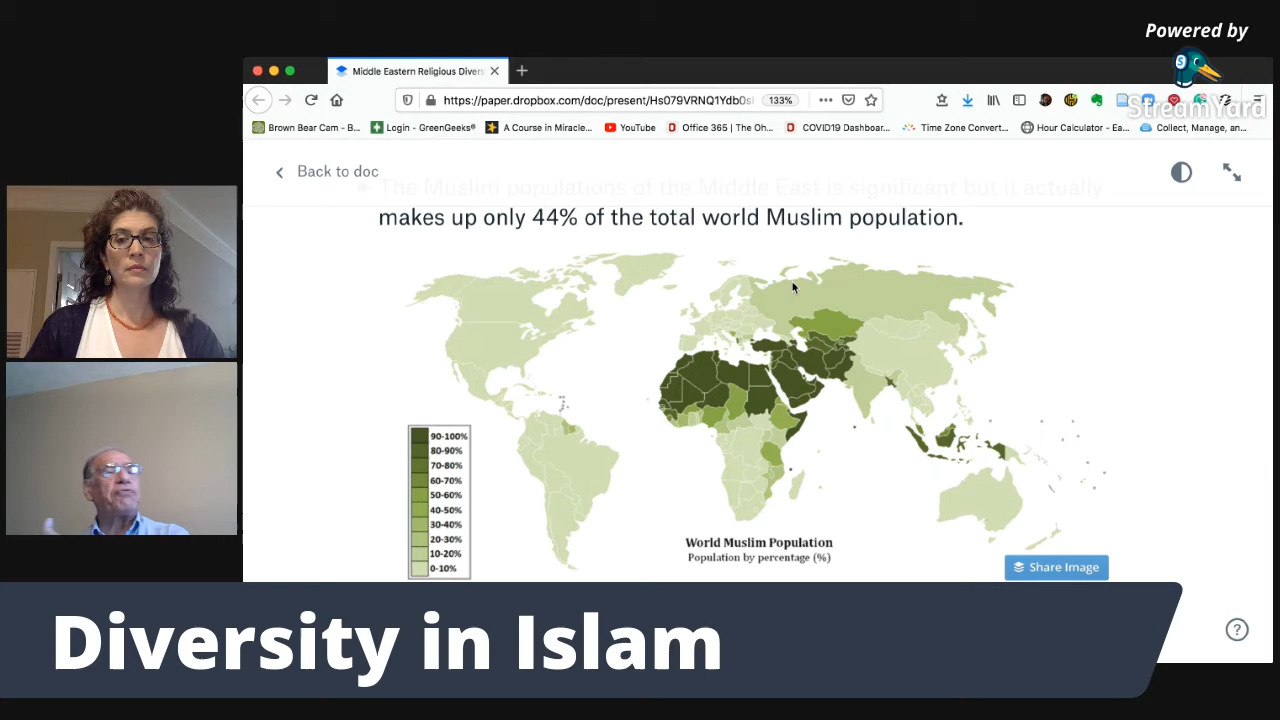 Powered by
StreamYard
Middle Eastern Religious Divers
https://paper.dropbox.com/doc/present/Hs079VRNQ1Ydb0s
133%
Brown Bear Cam - B...
Login - GreenGeeks®
A Course in Miracle...
YouTube
Office 365 | The Oh...
COVID19 Dashboar...
Time Zone Convert...
Hour Calculator - Ea...
Collect, Manage, an...
Back to doc
The Muslim populations of the Middle East is significant but it actually
makes up only 44% of the total world Muslim population.
90-100%
80-90%
70-80%
60-70%
50-60%
40-50%
30-40%
20-30%
10-20%
0-10%
World Muslim Population
Population by percentage (%)
Share Image
?
Diversity in Islam